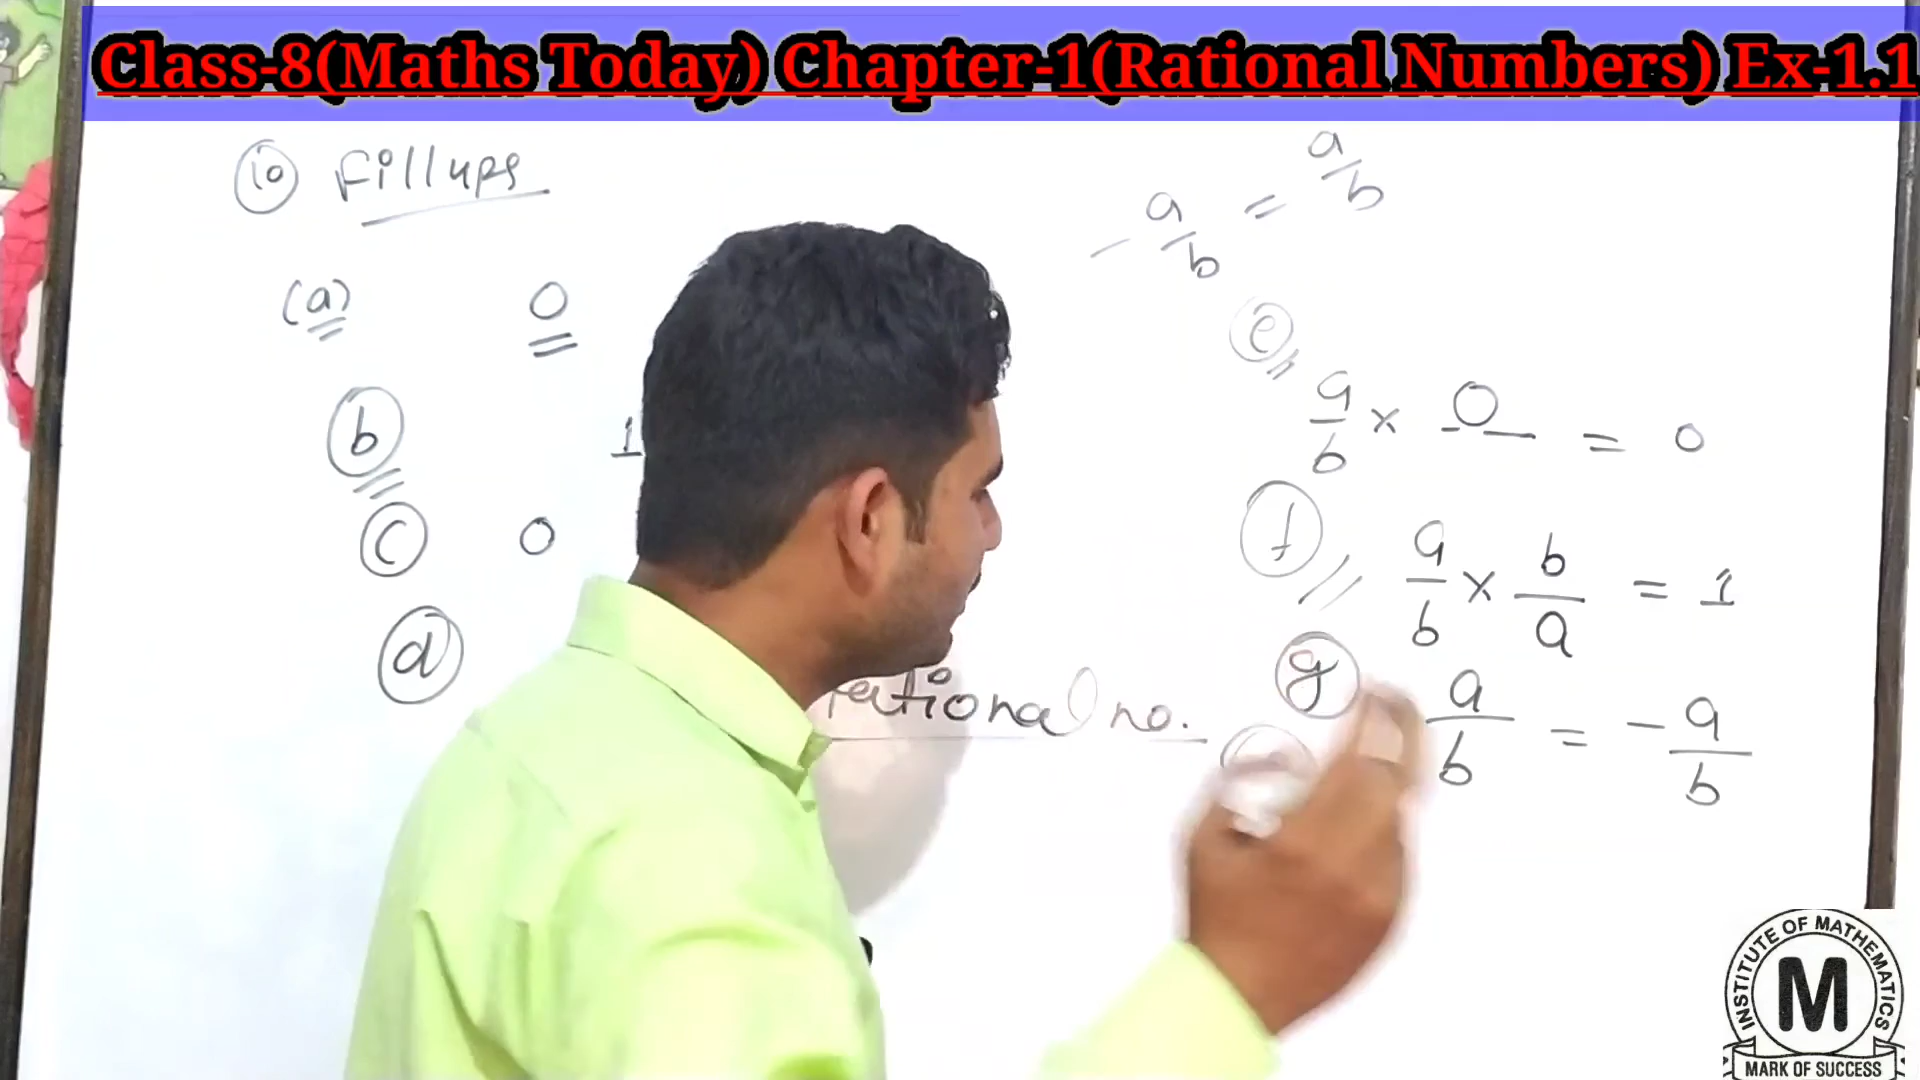 Class-8(Maths Today) Chapter-1(Rational Numbers) Ex-1.1
10 Fillups
(a) 0
b 1
c 0
d rational no.
- a/b = a/b
e a/b × 0 = 0
f a/b × b/a = 1
g a/b = - a/b
INSTITUTE OF MATHEMATICS
M
MARK OF SUCCESS